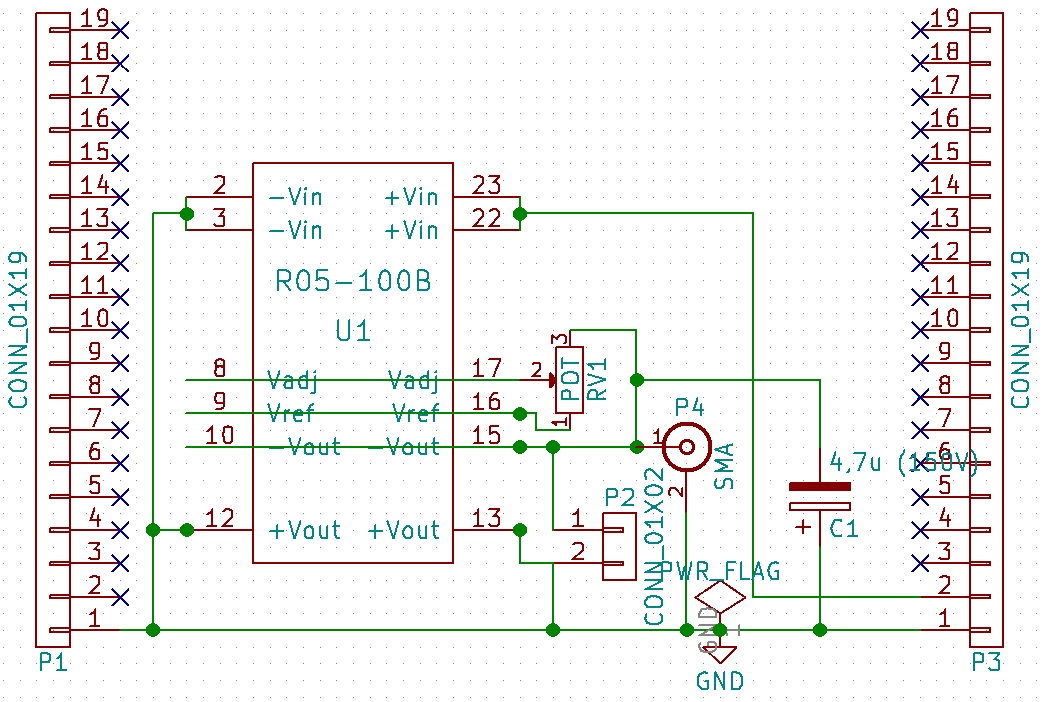 19
18
17
16
15
14
13
12
11
10
9
8
7
6
5
4
3
2
1
CONN_01X19
P1
2 -Vin +Vin 23
3 -Vin +Vin 22
R05-100B
U1
8 Vadj Vadj 17
9 Vref Vref 16
10 -Vout -Vout 15
12 +Vout +Vout 13
3
2
1
POT
RV1
P4
1
2
SMA
P2
1
2
CONN_01X02
PWR_FLAG
GND
1
GND
4,7u (150V)
+
C1
19
18
17
16
15
14
13
12
11
10
9
8
7
6
5
4
3
2
1
CONN_01X19
P3